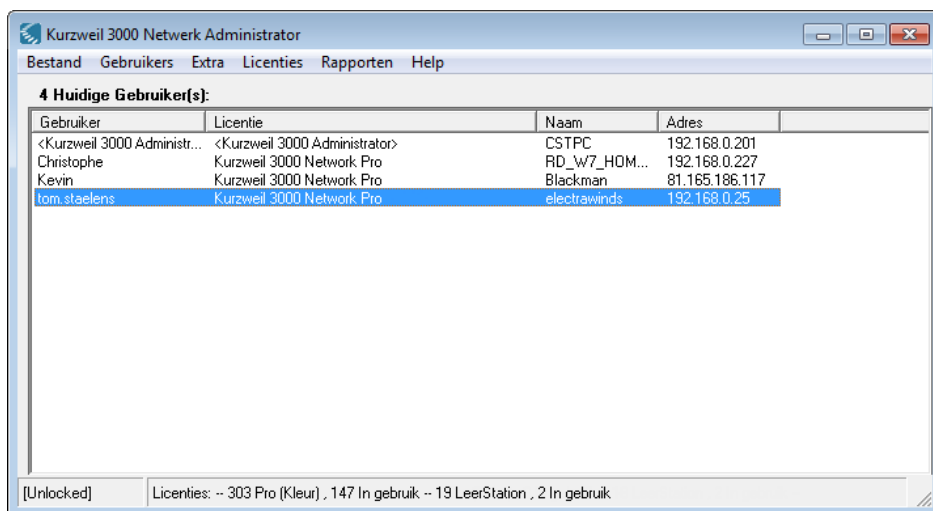 Kurzweil 3000 Netwerk Administrator
Bestand Gebruikers Extra Licenties Rapporten Help
4 Huidige Gebruiker(s):
Gebruiker Licentie Naam Adres
<Kurzweil 3000 Administr... <Kurzweil 3000 Administrator> CSTPC 192.168.0.201
Christophe Kurzweil 3000 Network Pro RD_W7_HOM... 192.168.0.227
Kevin Kurzweil 3000 Network Pro Blackman 81.165.186.117
tom.staelens Kurzweil 3000 Network Pro electrawinds 192.168.0.25
[Unlocked] Licenties: -- 303 Pro (Kleur) , 147 In gebruik -- 19 LeerStation , 2 In gebruik